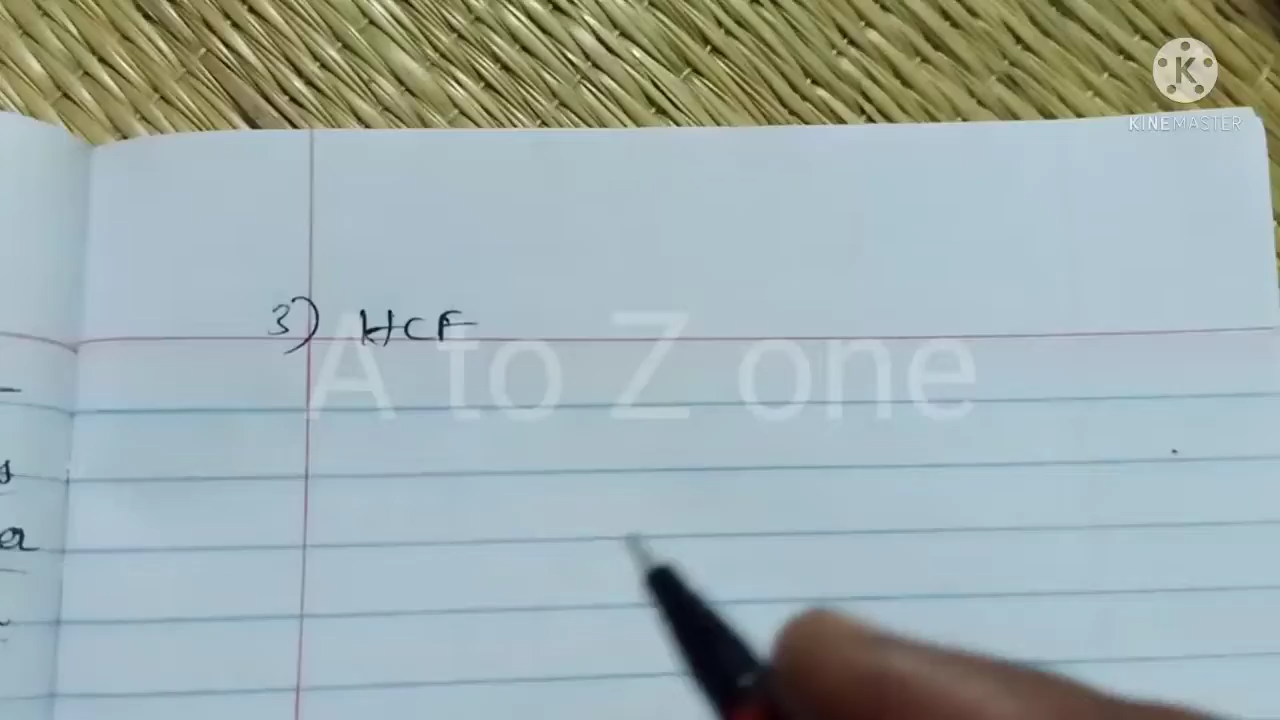 K
KINEMASTER
3) HCF
A to Z one
s
a